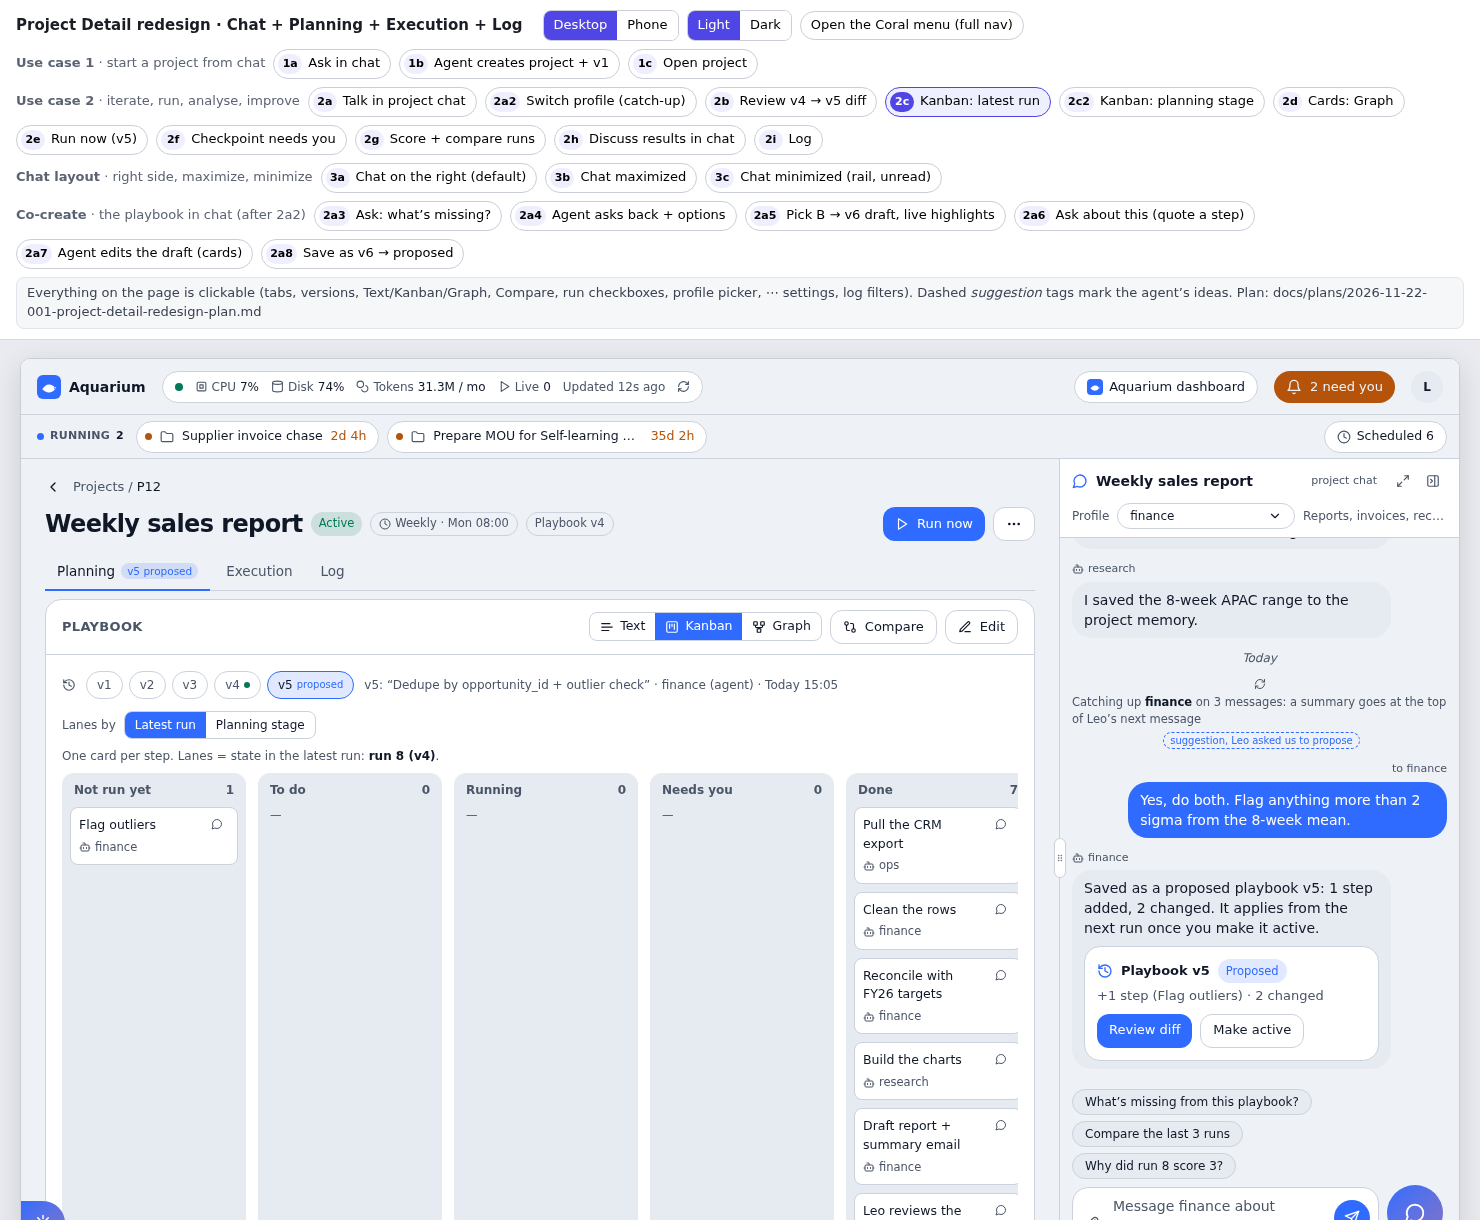 Project Detail redesign · Chat + Planning + Execution + Log
Desktop Phone Light Dark Open the Coral menu (full nav)
Use case 1 · start a project from chat 1a Ask in chat 1b Agent creates project + v1 1c Open project
Use case 2 · iterate, run, analyse, improve 2a Talk in project chat 2a2 Switch profile (catch-up) 2b Review v4 → v5 diff 2c Kanban: latest run 2c2 Kanban: planning stage 2d Cards: Graph
2e Run now (v5) 2f Checkpoint needs you 2g Score + compare runs 2h Discuss results in chat 2i Log
Chat layout · right side, maximize, minimize 3a Chat on the right (default) 3b Chat maximized 3c Chat minimized (rail, unread)
Co-create · the playbook in chat (after 2a2) 2a3 Ask: what's missing? 2a4 Agent asks back + options 2a5 Pick B → v6 draft, live highlights 2a6 Ask about this (quote a step)
2a7 Agent edits the draft (cards) 2a8 Save as v6 → proposed
Everything on the page is clickable (tabs, versions, Text/Kanban/Graph, Compare, run checkboxes, profile picker, ··· settings, log filters). Dashed suggestion tags mark the agent's ideas. Plan: docs/plans/2026-11-22-
001-project-detail-redesign-plan.md
Aquarium CPU 7% Disk 74% Tokens 31.3M / mo Live 0 Updated 12s ago Aquarium dashboard 2 need you L
RUNNING 2 Supplier invoice chase 2d 4h Prepare MOU for Self-learning ... 35d 2h Scheduled 6
Projects / P12
Weekly sales report Active Weekly · Mon 08:00 Playbook v4 Run now ···
Planning v5 proposed Execution Log
PLAYBOOK Text Kanban Graph Compare Edit
v1 v2 v3 v4 v5 proposed v5: “Dedupe by opportunity_id + outlier check” · finance (agent) · Today 15:05
Lanes by Latest run Planning stage
One card per step. Lanes = state in the latest run: run 8 (v4).
Not run yet 1
Flag outliers
finance
To do 0
—
Running 0
—
Needs you 0
—
Done 7
Pull the CRM
export
ops
Clean the rows
finance
Reconcile with
FY26 targets
finance
Build the charts
research
Draft report +
summary email
finance
Leo reviews the
Weekly sales report project chat
Profile finance Reports, invoices, rec...
research
I saved the 8-week APAC range to the
project memory.
Today
Catching up finance on 3 messages: a summary goes at the top
of Leo's next message
suggestion, Leo asked us to propose
to finance
Yes, do both. Flag anything more than 2
sigma from the 8-week mean.
finance
Saved as a proposed playbook v5: 1 step
added, 2 changed. It applies from the
next run once you make it active.
Playbook v5 Proposed
+1 step (Flag outliers) · 2 changed
Review diff Make active
What's missing from this playbook?
Compare the last 3 runs
Why did run 8 score 3?
Message finance about